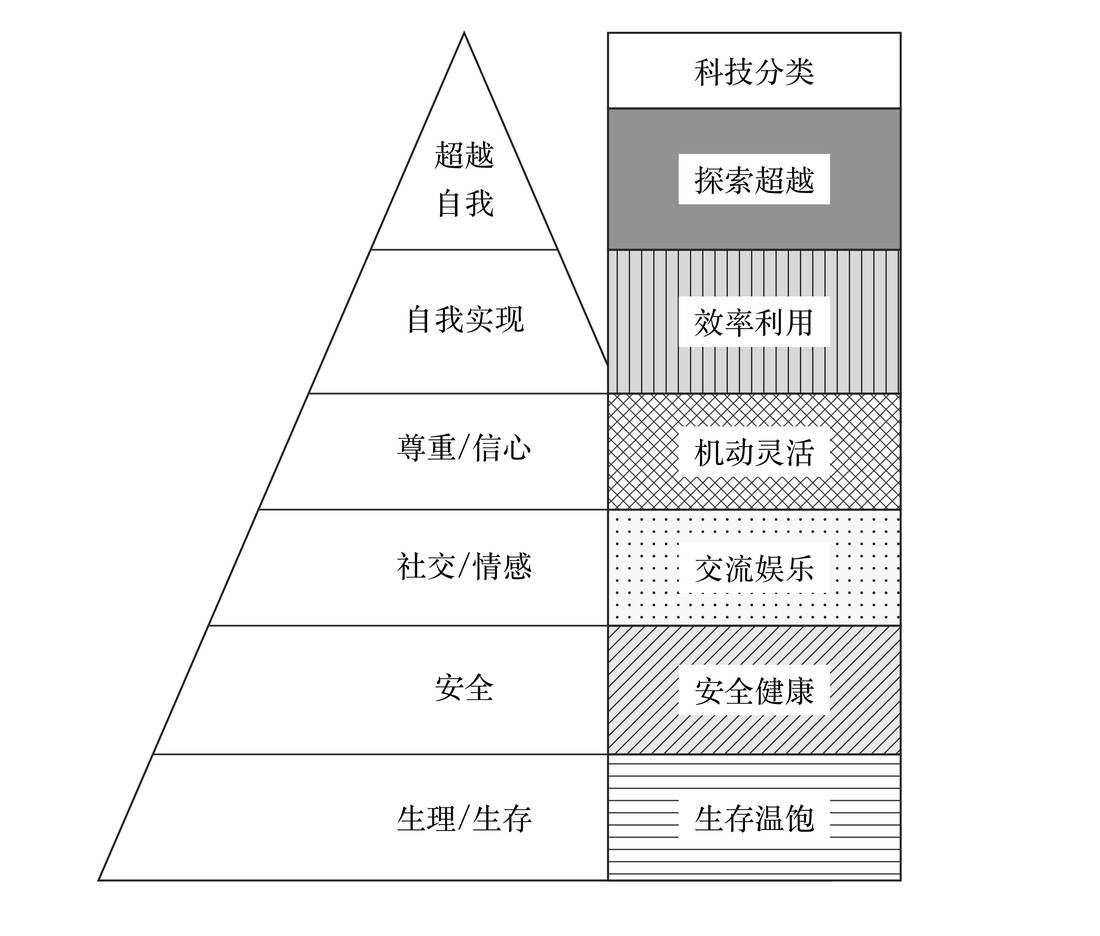 科技分类
超越
自我
探索超越
自我实现
效率利用
尊重/信心
机动灵活
社交/情感
交流娱乐
安全
安全健康
生理/生存
生存温饱